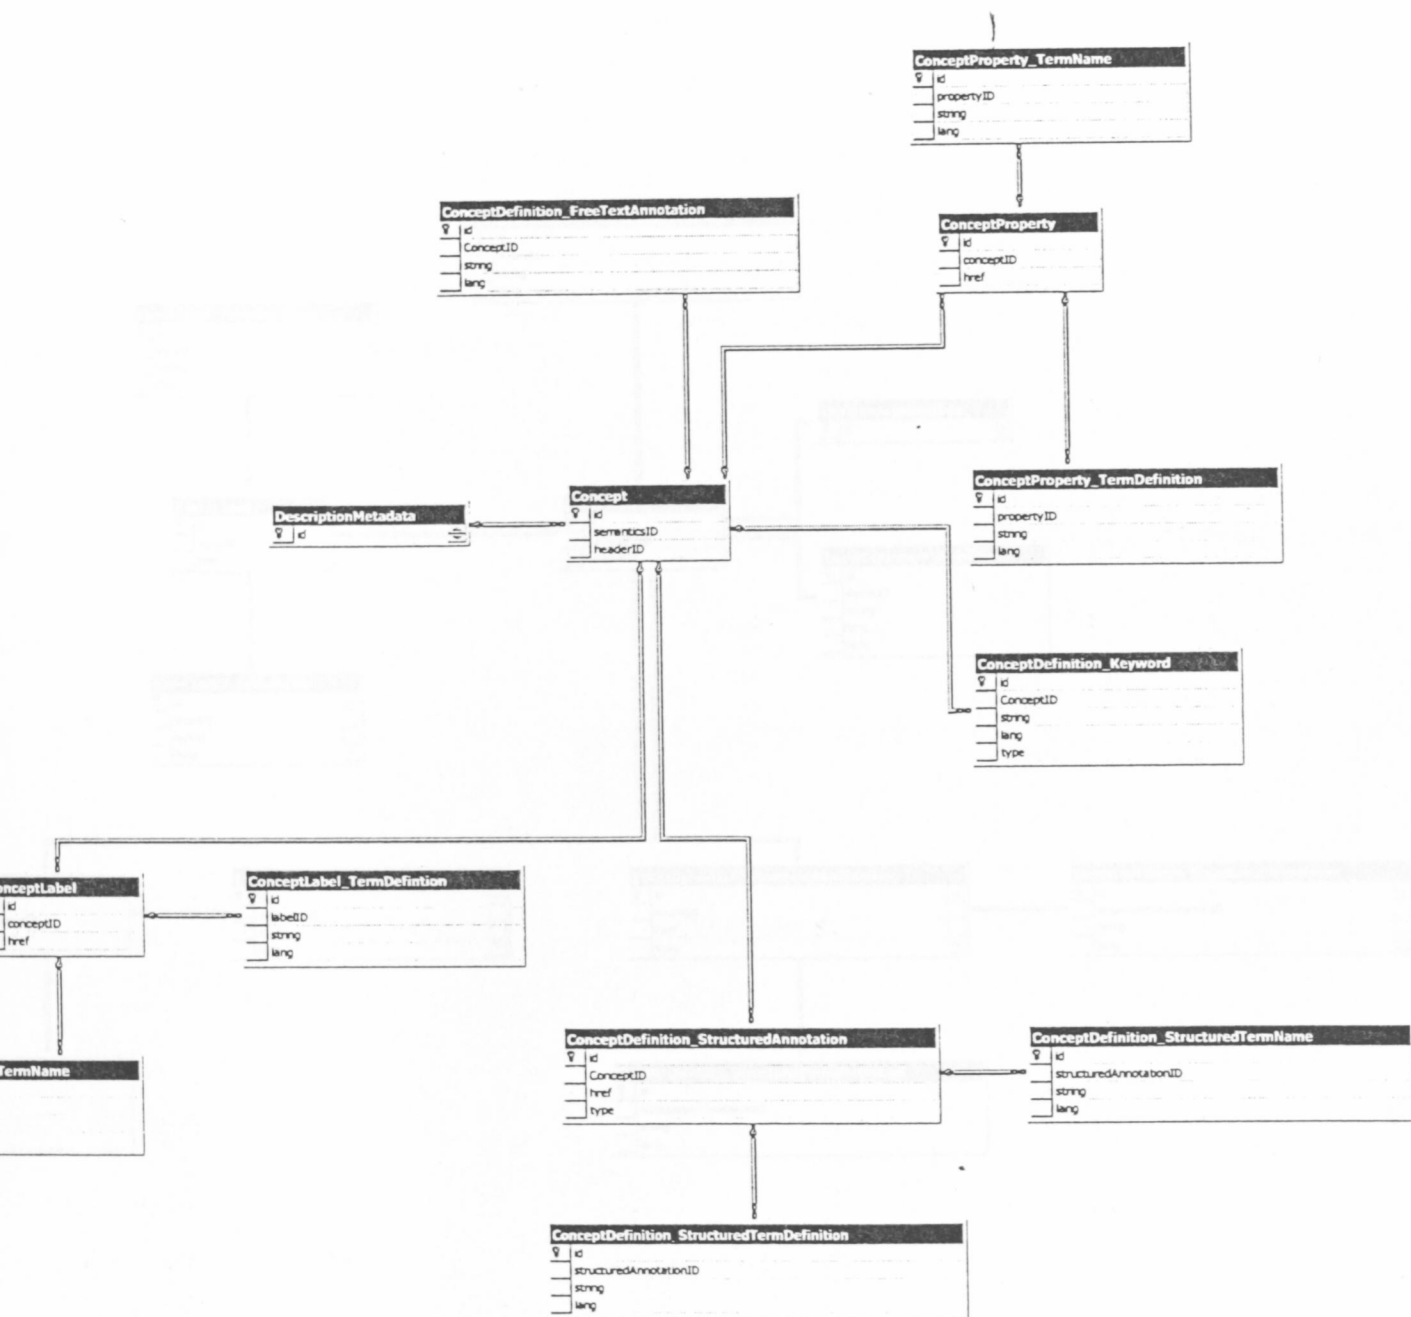 ConceptProperty_TermName
id
propertyID
string
lang
ConceptDefinition_FreeTextAnnotation
id
ConceptID
string
lang
ConceptProperty
id
conceptID
href
Concept
id
semanticsID
headerID
DescriptionMetadata
id
ConceptProperty_TermDefinition
id
propertyID
string
lang
ConceptDefinition_Keyword
id
ConceptID
string
lang
type
onceptLabel
id
conceptID
href
ConceptLabel_TermDefintion
id
labelID
string
lang
TermName
ConceptDefinition_StructuredAnnotation
id
ConceptID
href
type
ConceptDefinition_StructuredTermName
id
structuredAnnotationID
string
lang
ConceptDefinition_StructuredTermDefinition
id
structuredAnnotationID
string
lang